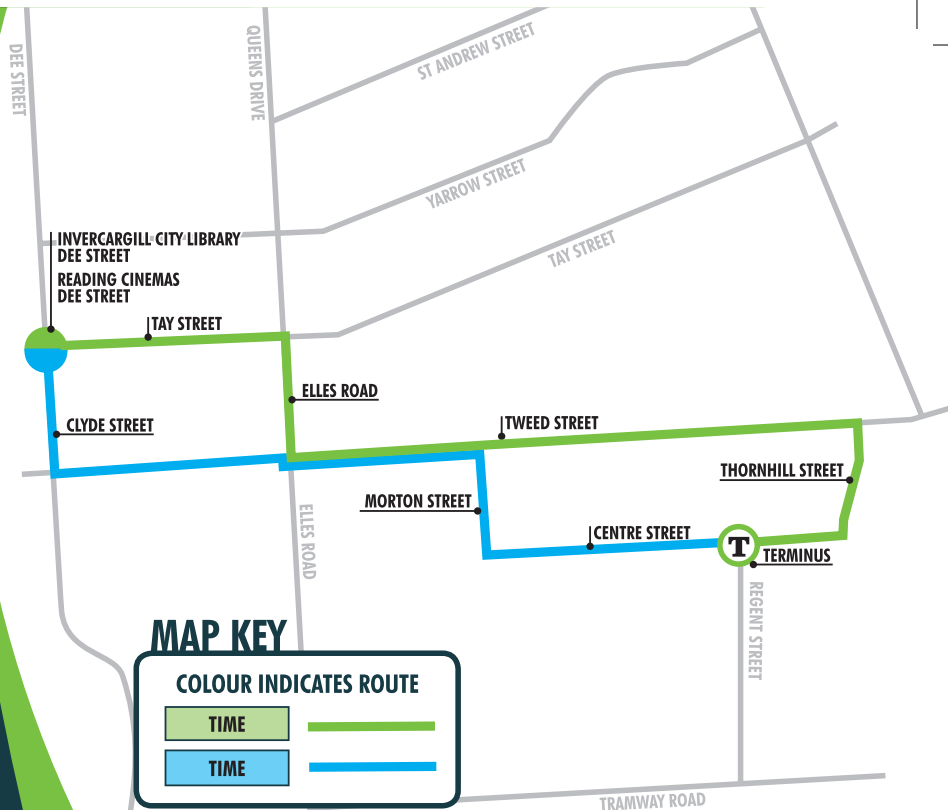 DEE STREET
QUEENS DRIVE
ST ANDREW STREET
YARROW STREET
TAY STREET
INVERCARGILL CITY LIBRARY
DEE STREET
READING CINEMAS
DEE STREET
TAY STREET
ELLES ROAD
CLYDE STREET
TWEED STREET
THORNHILL STREET
MORTON STREET
ELLES ROAD
CENTRE STREET
T
TERMINUS
REGENT STREET
MAP KEY
COLOUR INDICATES ROUTE
TIME
TIME
TRAMWAY ROAD